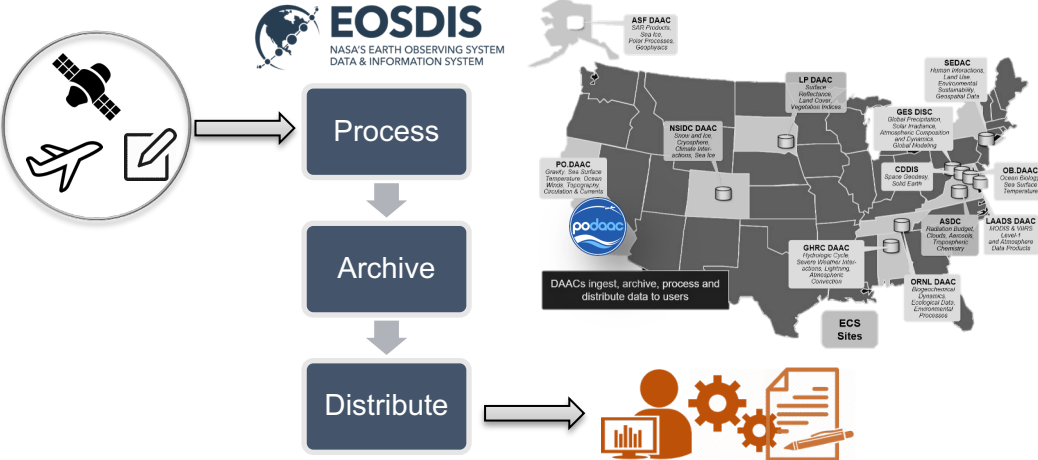 EOSDIS
NASA'S EARTH OBSERVING SYSTEM
DATA & INFORMATION SYSTEM
Process
Archive
Distribute
ASF DAAC
SAR Products,
Sea Ice,
Polar Processes,
Geophysics
LP DAAC
Surface
Reflectance,
Land Cover,
Vegetation Indices
SEDAC
Human Interactions,
Land Use
Environmental
Sustainability,
Geospatial Data
GES DISC
Global Precipitation,
Solar Irradiance,
Atmospheric Composition
and Dynamics
Global Modeling
NSIDC DAAC
Snow and Ice,
Cryosphere,
Climate Inter-
actions, Sea Ice
PO.DAAC
Gravity, Sea Surface
Temperature, Ocean
Winds, Topography
Circulation & Currents
podaac
CDDIS
Space Geodesy,
Solid Earth
OB.DAAC
Ocean Biology
Sea Surface
Temperature
ASDC
Radiation Budget,
Clouds, Aerosols,
Tropospheric
Chemistry
LAADS DAAC
MODIS & VIIRS
Level-1
and Atmosphere
Data Products
GHRC DAAC
Hydrologic Cycle,
Severe Weather Inter-
actions, Lightning,
Atmospheric
Convection
ORNL DAAC
Biogeochemical
Dynamics,
Ecological Data,
Environmental
Processes
DAACs ingest, archive, process and
distribute data to users
ECS
Sites